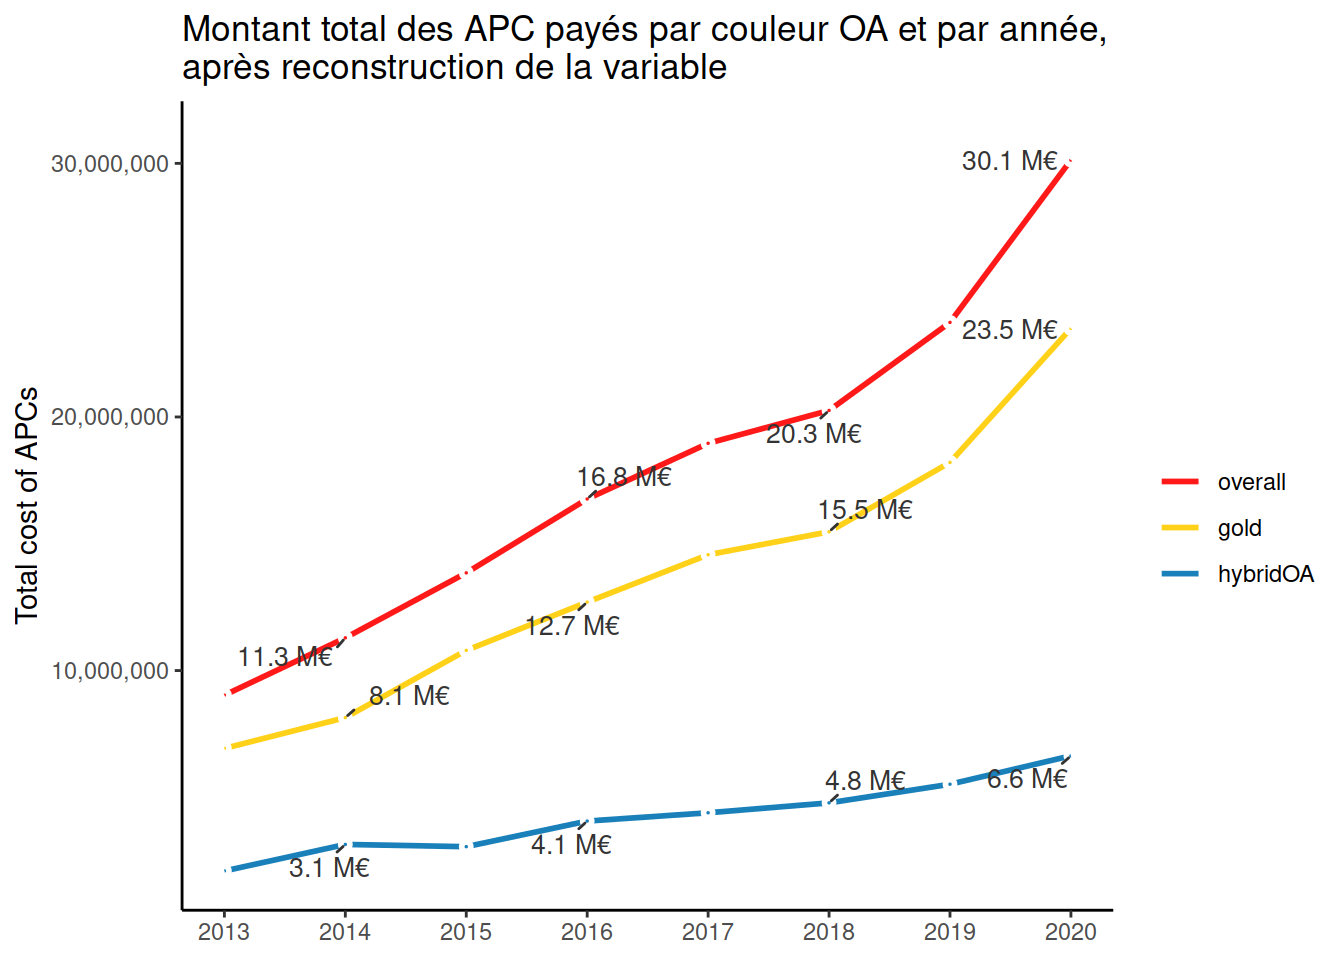 Montant total des APC payés par couleur OA et par année,
après reconstruction de la variable
Total cost of APCs
30,000,000
20,000,000
10,000,000
30.1 M€
23.5 M€
20.3 M€
16.8 M€
15.5 M€
12.7 M€
11.3 M€
8.1 M€
4.8 M€
6.6 M€
4.1 M€
3.1 M€
2013 2014 2015 2016 2017 2018 2019 2020
overall
gold
hybridOA